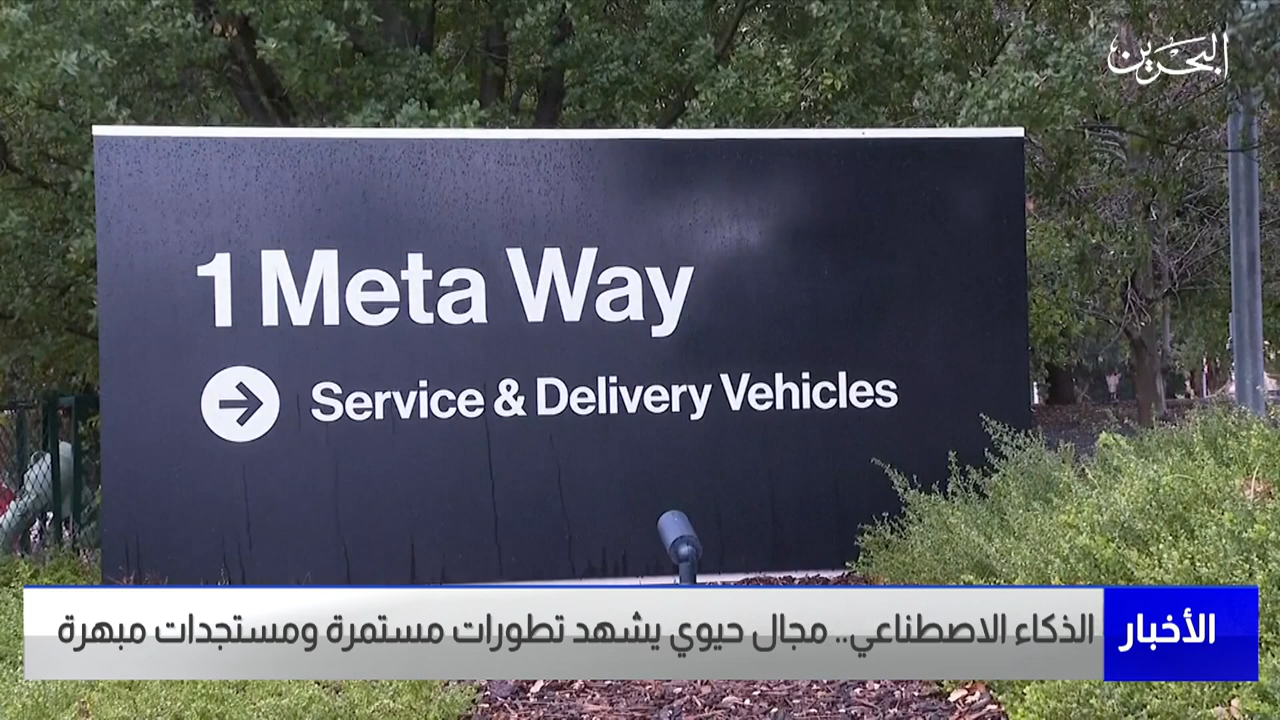 البحرين
1 Meta Way
Service & Delivery Vehicles
الأخبار
الذكاء الاصطناعي.. مجال حيوي يشهد تطورات مستمرة ومستجدات مبهرة